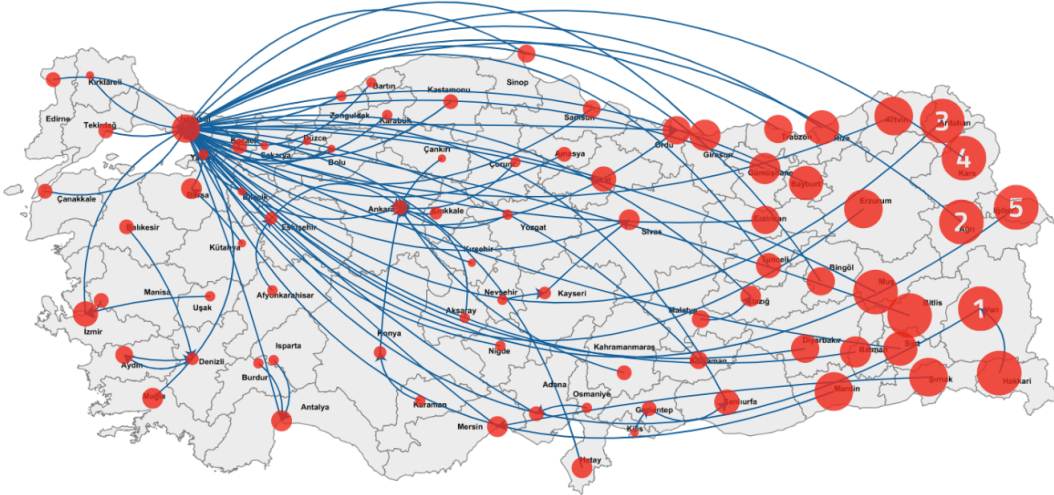 Sinop
Kırklareli
Bartın
Kastamonu
Edirne
Tekirdağ
Zonguldak
Karabük
Samsun
Artvin
3
Ardahan
Düzce
Sakarya
Bolu
Çankırı
Amasya
Ordu
Giresun
Trabzon
Rize
4
Kars
Çorum
Tokat
Gümüşhane
Bayburt
Çanakkale
Bursa
Bilecik
Ankara
Kırıkkale
Erzurum
5
Iğdır
Balıkesir
Eskişehir
Yozgat
Sivas
Erzincan
2
Ağrı
Kütahya
Kırşehir
Tunceli
Bingöl
Manisa
Uşak
Afyonkarahisar
Nevşehir
Kayseri
Elazığ
Muş
Bitlis
1
Van
Aksaray
Malatya
İzmir
Konya
Isparta
Niğde
Kahramanmaraş
Diyarbakır
Batman
Siirt
Aydın
Denizli
Burdur
Adıyaman
Şırnak
Hakkari
Muğla
Antalya
Karaman
Adana
Osmaniye
Gaziantep
Şanlıurfa
Mardin
Mersin
Kilis
Hatay